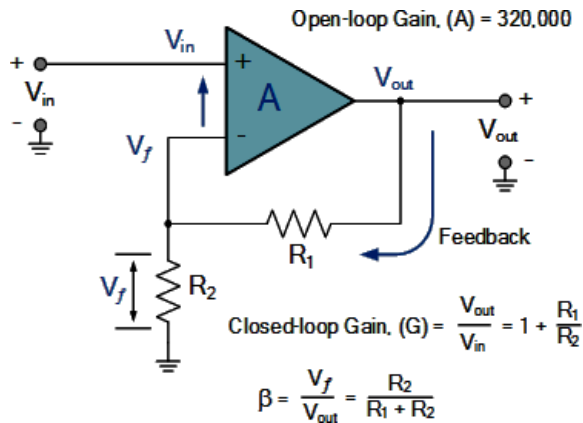 Open-loop Gain, (A) = 320,000
Vin
+
Vin
-
+
A
-
Vf
Vout
+
Vout
-
R1
Feedback
Vf
R2
Closed-loop Gain, (G) = Vout / Vin = 1 + R1 / R2
β = Vf / Vout = R2 / R1 + R2